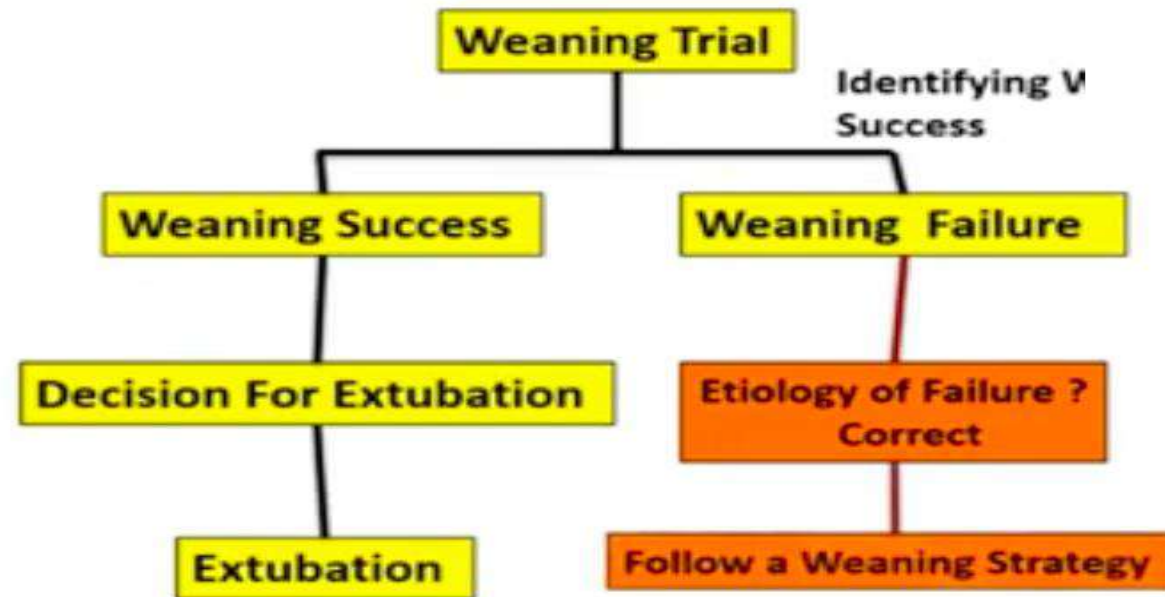 Weaning Trial
Identifying
Success
Weaning Success
Weaning Failure
Decision For Extubation
Etiology of Failure ?
Correct
Extubation
Follow a Weaning Strategy